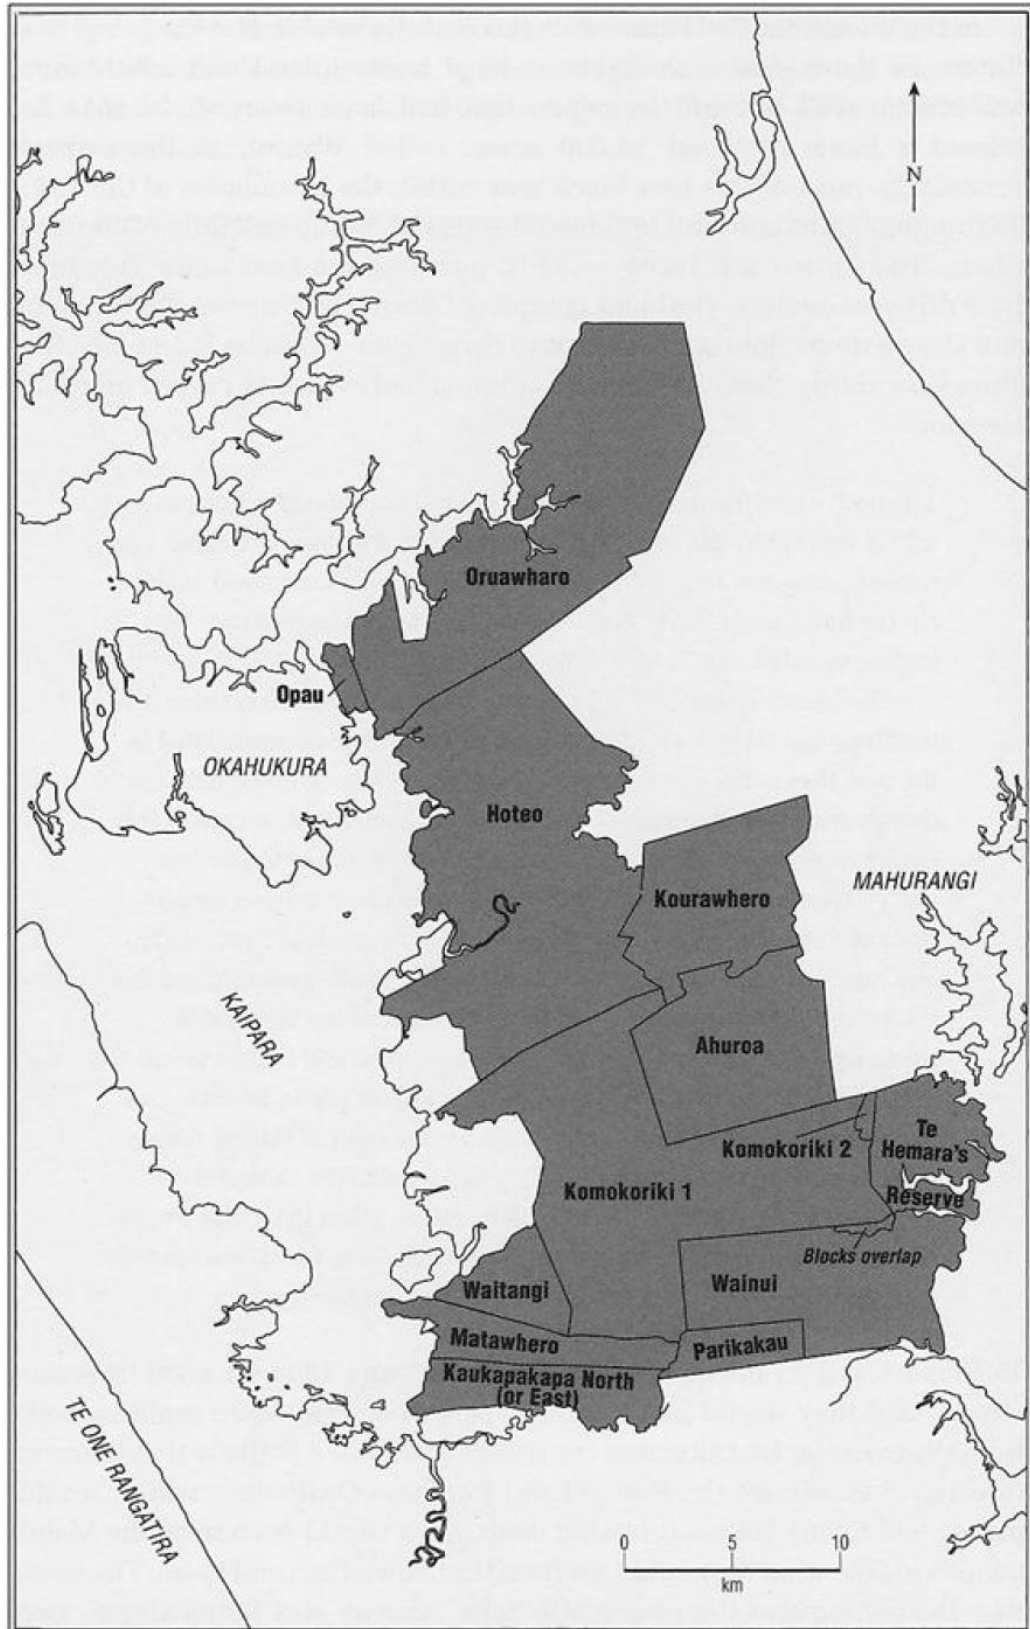 N
Oruawharo
Opau
OKAHUKURA
Hoteo
MAHURANGI
Kourawhero
KAIPARA
Ahuroa
Te
Hemara's
Reserve
Komokoriki 2
Komokoriki 1
Blocks overlap
Waitangi
Wainui
Matawhero
Parikakau
Kaukapakapa North
(or East)
TE ONE RANGATIRA
0 5 10
km